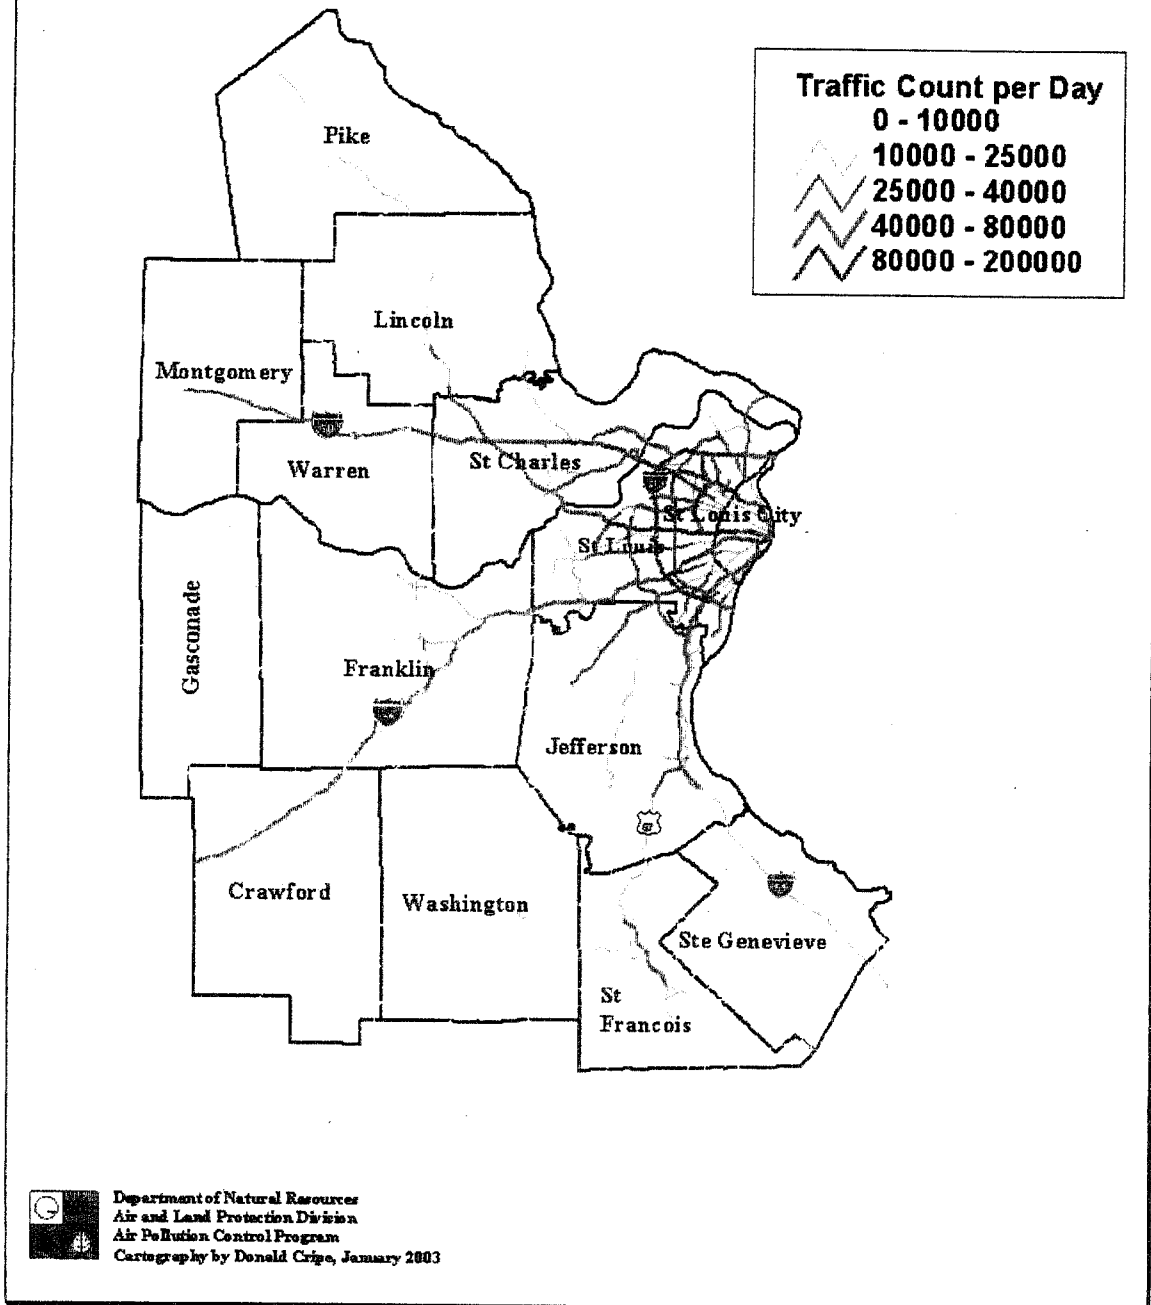 Traffic Count per Day
0 - 10000
10000 - 25000
25000 - 40000
40000 - 80000
80000 - 200000
Pike
Lincoln
Montgomery
Warren
St Charles
St Louis City
St Louis
Gasconade
Franklin
Jefferson
67
Crawford
Washington
Ste Genevieve
St
Francois
Department of Natural Resources
Air and Land Protection Division
Air Pollution Control Program
Cartography by Donald Cripe, January 2003